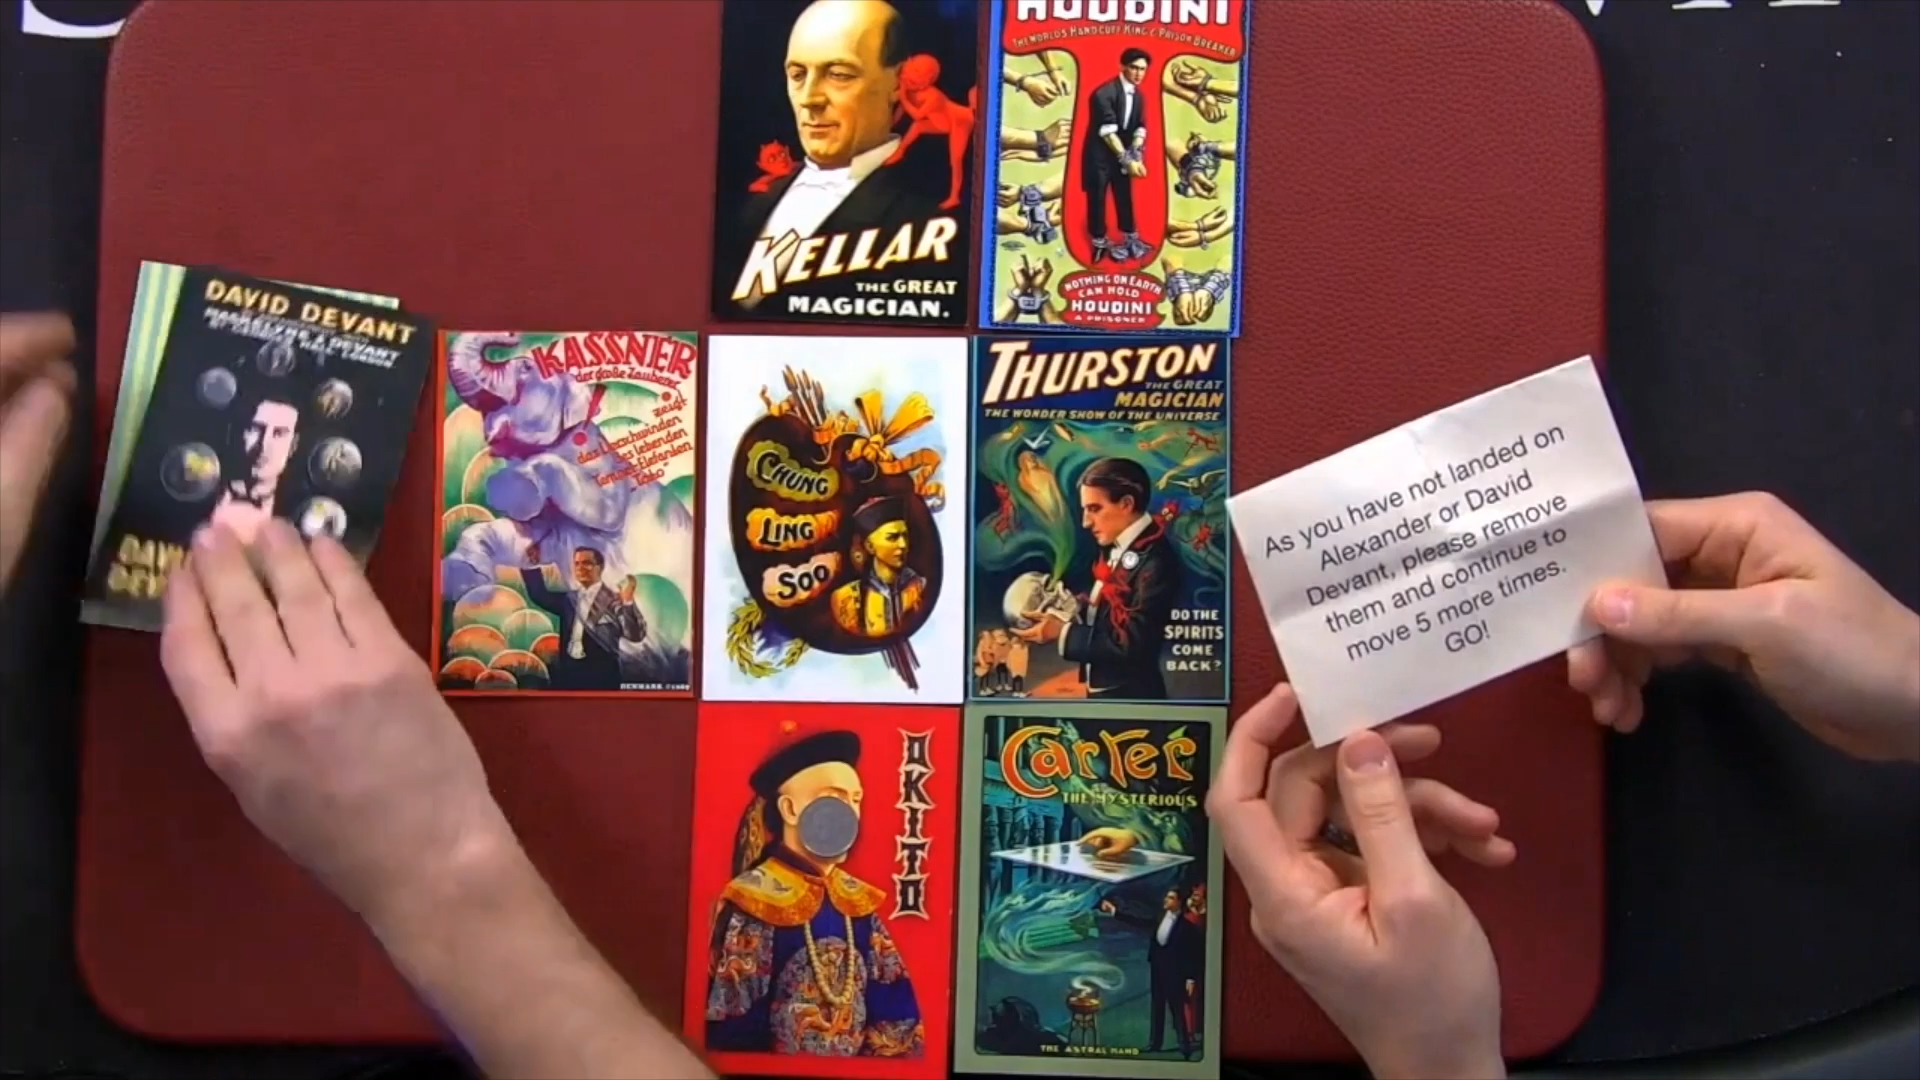 KELLAR
THE GREAT
MAGICIAN.
HOUDINI
THE WORLD'S HANDCUFF KING & PRISON BREAKER
NOTHING ON EARTH
CAN HOLD
HOUDINI
A PRISONER
DAVID DEVANT
KASSNER
der große Zauberer
zeigt
das Verschwinden
des lebenden
DENMARK
CHUNG
LING
SOO
THURSTON
THE GREAT
MAGICIAN
THE WONDER SHOW OF THE UNIVERSE
DO THE
SPIRITS
COME
BACK?
As you have not landed on
Alexander or David
Devant, please remove
them and continue to
move 5 more times.
GO!
OKITO
Carter
THE MYSTERIOUS
THE ASTRAL HAND